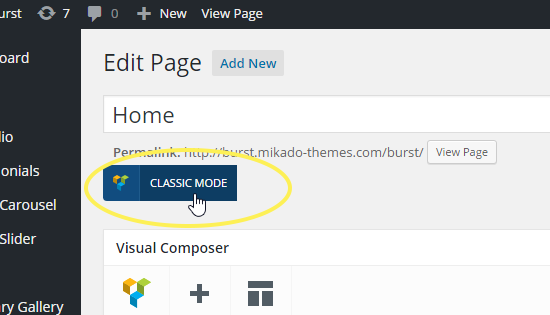 urst 7 0 + New View Page
oard
Edit Page Add New
Home
lio
Permalink: http://burst.mikado-themes.com/burst/ View Page
onials
CLASSIC MODE
Carousel
Slider
Visual Composer
ry Gallery